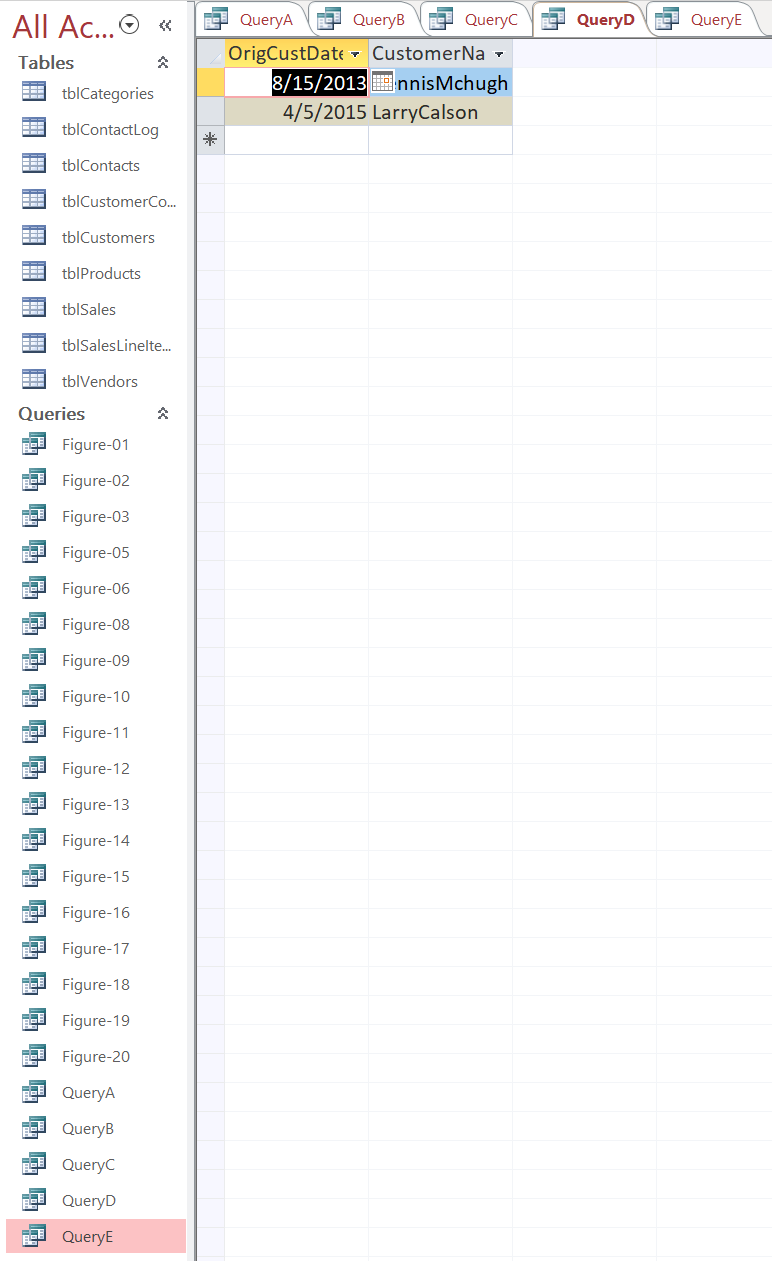 All Ac...
Tables
tblCategories
tblContactLog
tblContacts
tblCustomerCo...
tblCustomers
tblProducts
tblSales
tblSalesLineIte...
tblVendors
Queries
Figure-01
Figure-02
Figure-03
Figure-05
Figure-06
Figure-08
Figure-09
Figure-10
Figure-11
Figure-12
Figure-13
Figure-14
Figure-15
Figure-16
Figure-17
Figure-18
Figure-19
Figure-20
QueryA
QueryB
QueryC
QueryD
QueryE
QueryA QueryB QueryC QueryD QueryE
OrigCustDate CustomerNa
8/15/2013 ennisMchugh
4/5/2015 LarryCalson